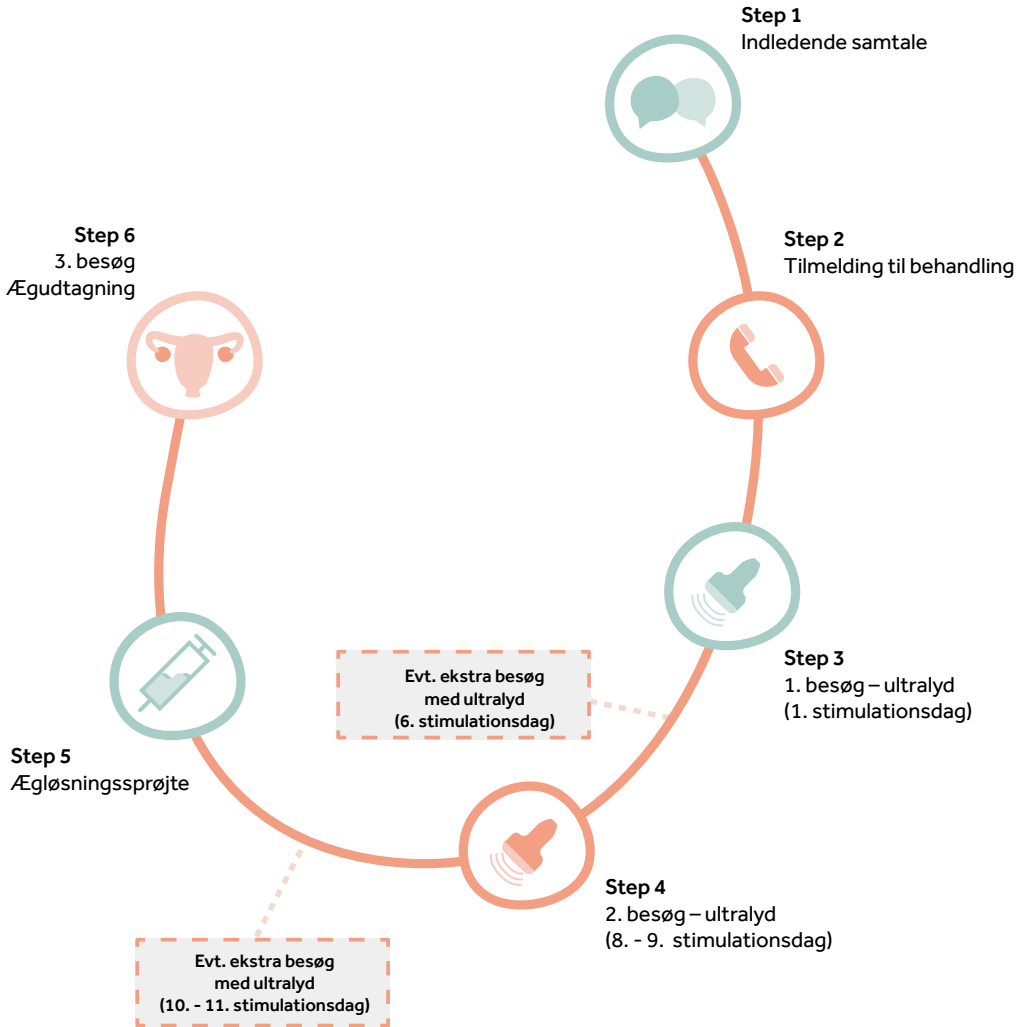 Step 1
Indledende samtale
Step 2
Tilmelding til behandling
Step 3
1. besøg – ultralyd
(1. stimulationsdag)
Evt. ekstra besøg
med ultralyd
(6. stimulationsdag)
Step 4
2. besøg – ultralyd
(8. - 9. stimulationsdag)
Evt. ekstra besøg
med ultralyd
(10. - 11. stimulationsdag)
Step 5
Ægløsningssprøjte
Step 6
3. besøg
Ægudtagning